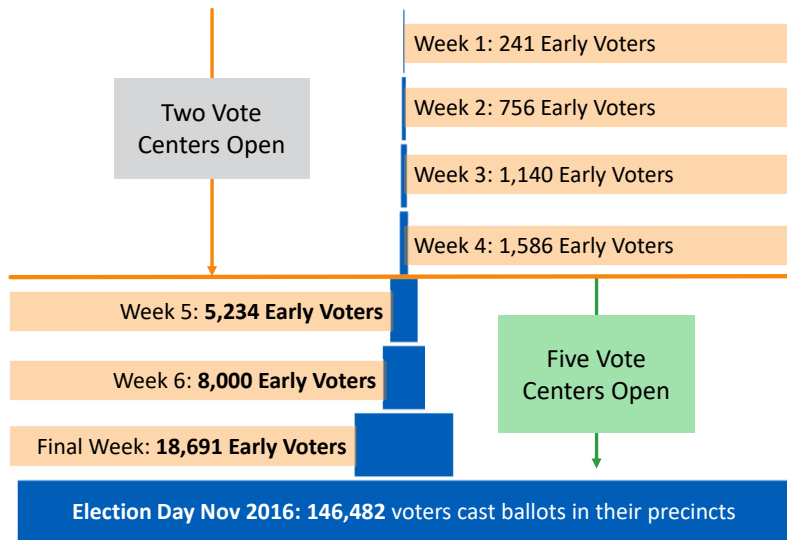 Week 1: 241 Early Voters
Two Vote
Centers Open
Week 2: 756 Early Voters
Week 3: 1,140 Early Voters
Week 4: 1,586 Early Voters
Week 5: 5,234 Early Voters
Five Vote
Centers Open
Week 6: 8,000 Early Voters
Final Week: 18,691 Early Voters
Election Day Nov 2016: 146,482 voters cast ballots in their precincts